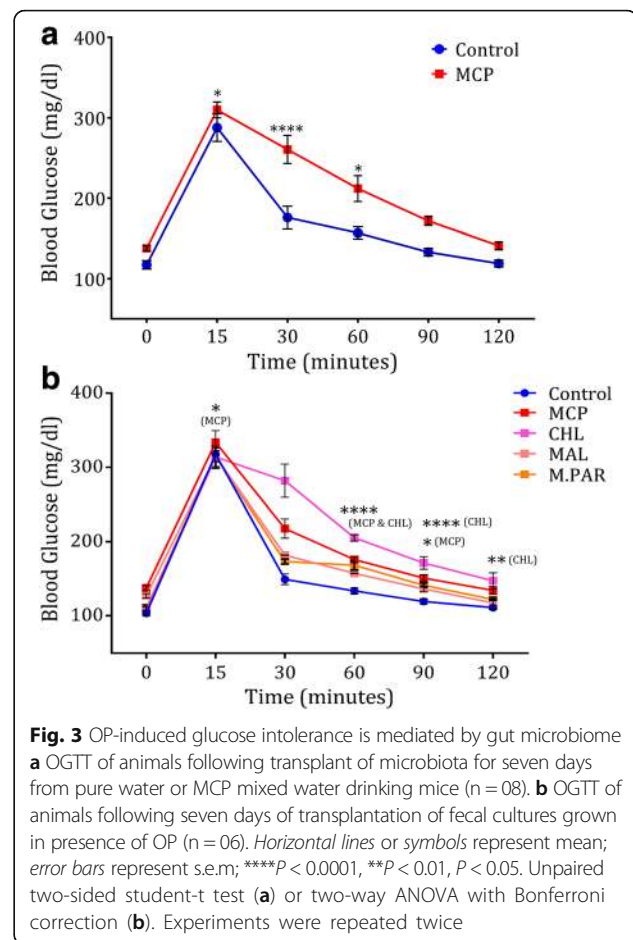 a
400
300
200
100
Blood Glucose (mg/dl)
Control
MCP
*
****
*
0 15 30 60 90 120
Time (minutes)
b
400
300
200
100
Blood Glucose (mg/dl)
Control
MCP
CHL
MAL
M.PAR
*
(MCP)
****
(MCP & CHL)
**** (CHL)
* (MCP)
** (CHL)
0 15 30 60 90 120
Time (minutes)
Fig. 3 OP-induced glucose intolerance is mediated by gut microbiome
a OGTT of animals following transplant of microbiota for seven days
from pure water or MCP mixed water drinking mice (n = 08). b OGTT of
animals following seven days of transplantation of fecal cultures grown
in presence of OP (n = 06). Horizontal lines or symbols represent mean;
error bars represent s.e.m; ****P < 0.0001, **P < 0.01, P < 0.05. Unpaired
two-sided student-t test (a) or two-way ANOVA with Bonferroni
correction (b). Experiments were repeated twice